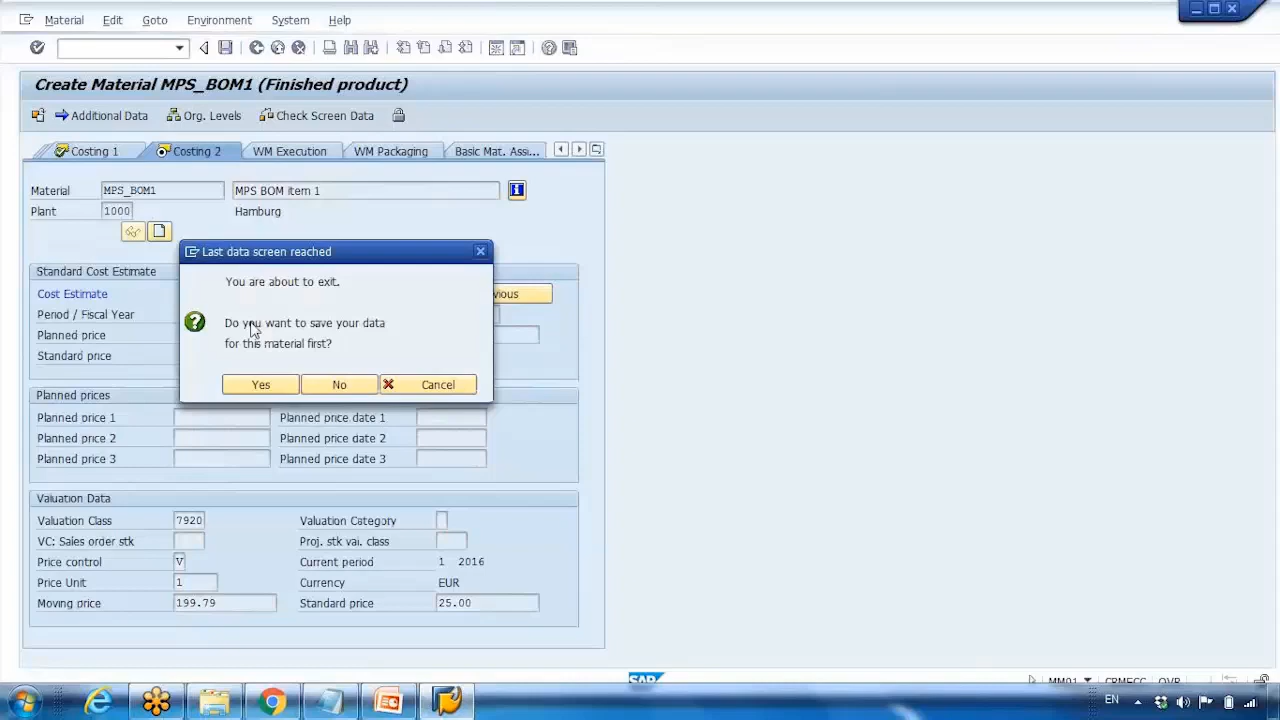 Material Edit Goto Environment System Help
Create Material MPS_BOM1 (Finished product)
Additional Data Org. Levels Check Screen Data
Costing 1 Costing 2 WM Execution WM Packaging Basic Mat. Assi...
Material MPS_BOM1 MPS BOM item 1
Plant 1000 Hamburg
Last data screen reached
You are about to exit.
Do you want to save your data
for this material first?
Yes No Cancel
Standard Cost Estimate
Cost Estimate vious
Period / Fiscal Year
Planned price
Standard price
Planned prices
Planned price 1 Planned price date 1
Planned price 2 Planned price date 2
Planned price 3 Planned price date 3
Valuation Data
Valuation Class 7920 Valuation Category
VC: Sales order stk Proj. stk val. class
Price control V Current period 1 2016
Price Unit 1 Currency EUR
Moving price 199.79 Standard price 25.00
SAP MM01 CRMECC OVR
EN